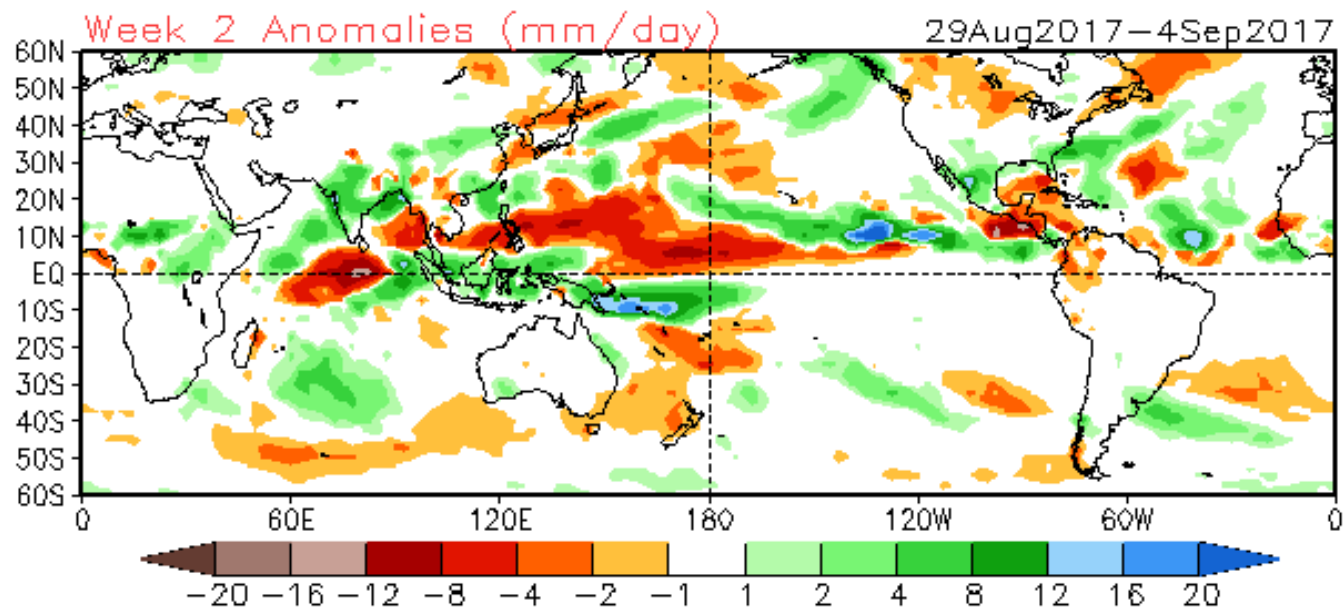 Week 2 Anomalies (mm/day) 29Aug2017-4Sep2017
60N
50N
40N
30N
20N
10N
EQ
10S
20S
30S
40S
50S
60S
0 60E 120E 180 120W 60W 0
-20 -16 -12 -8 -4 -2 -1 1 2 4 8 12 16 20